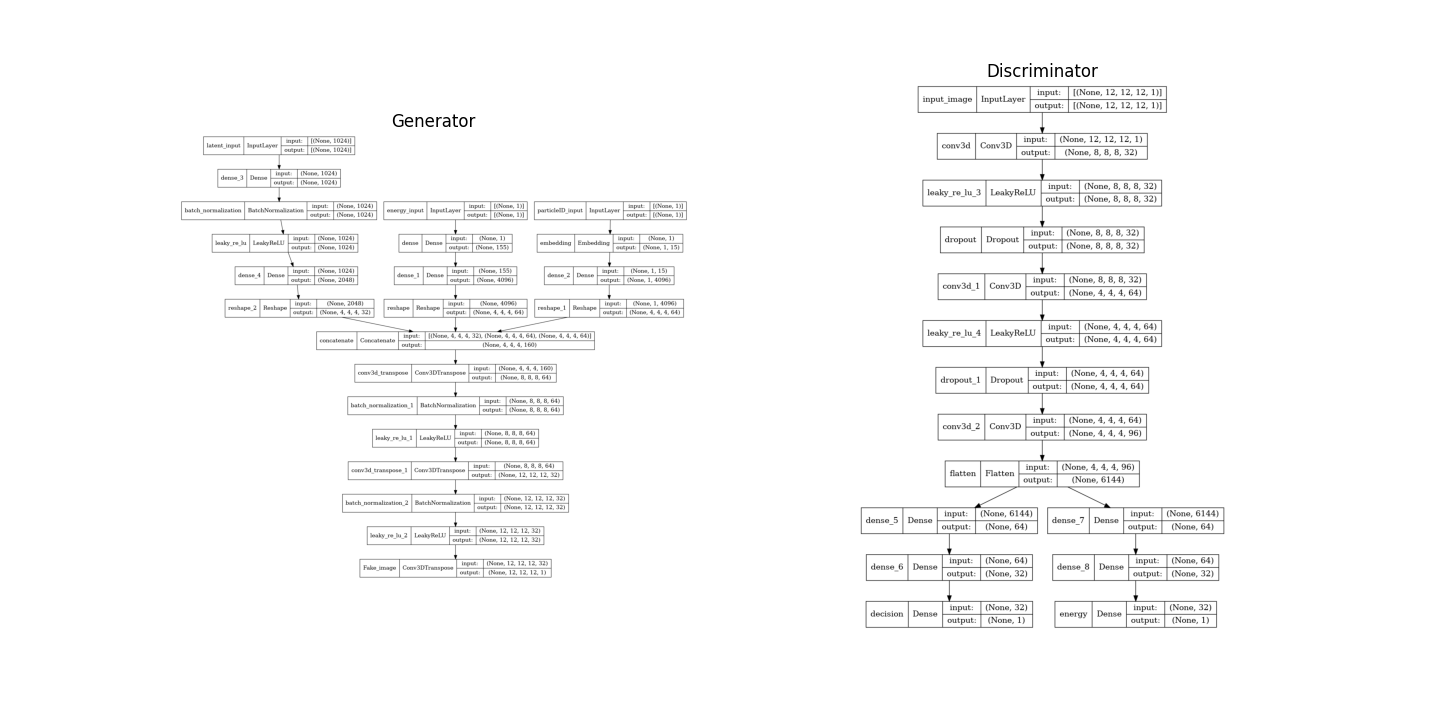 Generator
latent_input InputLayer input: [(None, 1024)]
output: [(None, 1024)]
dense_3 Dense input: (None, 1024)
output: (None, 1024)
batch_normalization BatchNormalization input: (None, 1024)
output: (None, 1024)
energy_input InputLayer input: [(None, 1)]
output: [(None, 1)]
particleID_input InputLayer input: [(None, 1)]
output: [(None, 1)]
leaky_re_lu LeakyReLU input: (None, 1024)
output: (None, 1024)
dense Dense input: (None, 1)
output: (None, 155)
embedding Embedding input: (None, 1)
output: (None, 1, 15)
dense_4 Dense input: (None, 1024)
output: (None, 2048)
dense_1 Dense input: (None, 155)
output: (None, 4096)
dense_2 Dense input: (None, 1, 15)
output: (None, 1, 4096)
reshape_2 Reshape input: (None, 2048)
output: (None, 4, 4, 4, 32)
reshape Reshape input: (None, 4096)
output: (None, 4, 4, 4, 64)
reshape_1 Reshape input: (None, 1, 4096)
output: (None, 4, 4, 4, 64)
concatenate Concatenate input: [(None, 4, 4, 4, 32), (None, 4, 4, 4, 64), (None, 4, 4, 4, 64)]
output: (None, 4, 4, 4, 160)
conv3d_transpose Conv3DTranspose input: (None, 4, 4, 4, 160)
output: (None, 8, 8, 8, 64)
batch_normalization_1 BatchNormalization input: (None, 8, 8, 8, 64)
output: (None, 8, 8, 8, 64)
leaky_re_lu_1 LeakyReLU input: (None, 8, 8, 8, 64)
output: (None, 8, 8, 8, 64)
conv3d_transpose_1 Conv3DTranspose input: (None, 8, 8, 8, 64)
output: (None, 12, 12, 12, 32)
batch_normalization_2 BatchNormalization input: (None, 12, 12, 12, 32)
output: (None, 12, 12, 12, 32)
leaky_re_lu_2 LeakyReLU input: (None, 12, 12, 12, 32)
output: (None, 12, 12, 12, 32)
Fake_image Conv3DTranspose input: (None, 12, 12, 12, 32)
output: (None, 12, 12, 12, 1)
Discriminator
input_image InputLayer input: [(None, 12, 12, 12, 1)]
output: [(None, 12, 12, 12, 1)]
conv3d Conv3D input: (None, 12, 12, 12, 1)
output: (None, 8, 8, 8, 32)
leaky_re_lu_3 LeakyReLU input: (None, 8, 8, 8, 32)
output: (None, 8, 8, 8, 32)
dropout Dropout input: (None, 8, 8, 8, 32)
output: (None, 8, 8, 8, 32)
conv3d_1 Conv3D input: (None, 8, 8, 8, 32)
output: (None, 4, 4, 4, 64)
leaky_re_lu_4 LeakyReLU input: (None, 4, 4, 4, 64)
output: (None, 4, 4, 4, 64)
dropout_1 Dropout input: (None, 4, 4, 4, 64)
output: (None, 4, 4, 4, 64)
conv3d_2 Conv3D input: (None, 4, 4, 4, 64)
output: (None, 4, 4, 4, 96)
flatten Flatten input: (None, 4, 4, 4, 96)
output: (None, 6144)
dense_5 Dense input: (None, 6144)
output: (None, 64)
dense_7 Dense input: (None, 6144)
output: (None, 64)
dense_6 Dense input: (None, 64)
output: (None, 32)
dense_8 Dense input: (None, 64)
output: (None, 32)
decision Dense input: (None, 32)
output: (None, 1)
energy Dense input: (None, 32)
output: (None, 1)